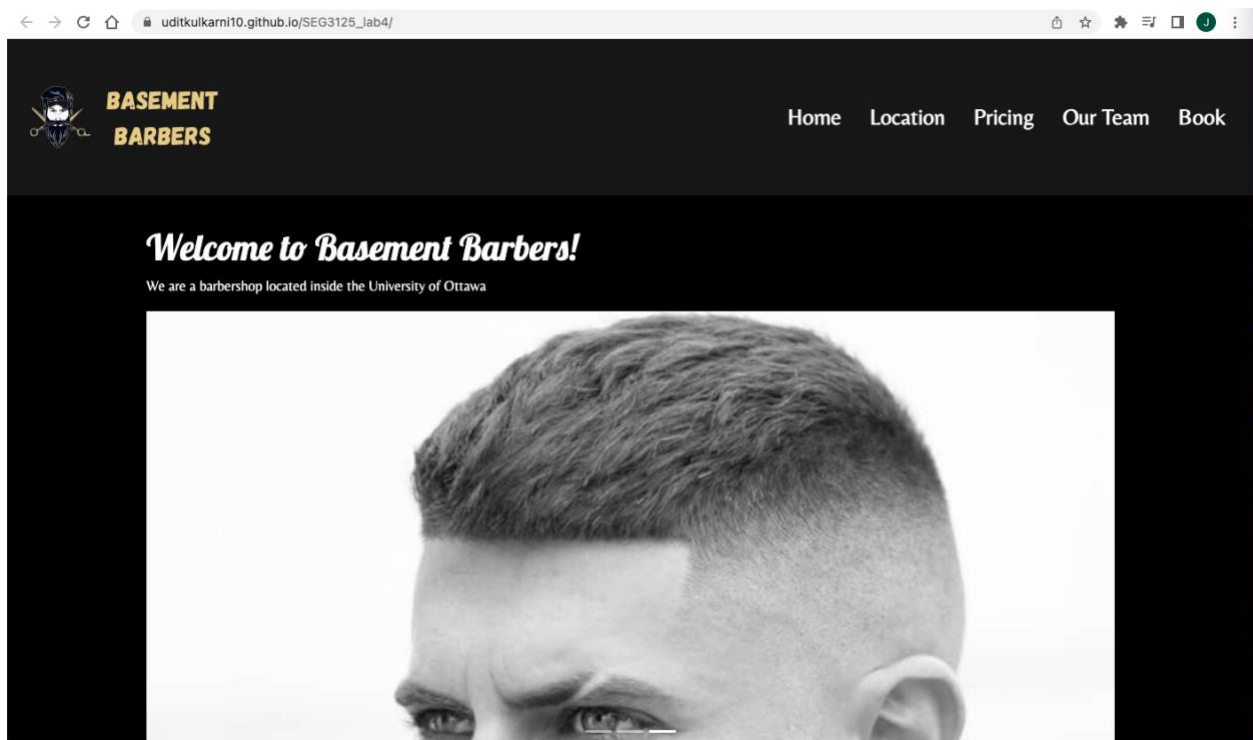 uditkulkarni10.github.io/SEG3125_lab4/
J
BASEMENT
BARBERS
Home Location Pricing Our Team Book
Welcome to Basement Barbers!
We are a barbershop located inside the University of Ottawa